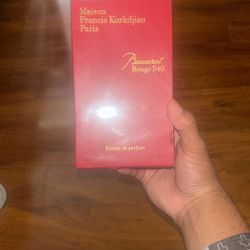 Maison
Francis Kurkdjian
Paris
Baccarat
Rouge 540
Extrait de parfum